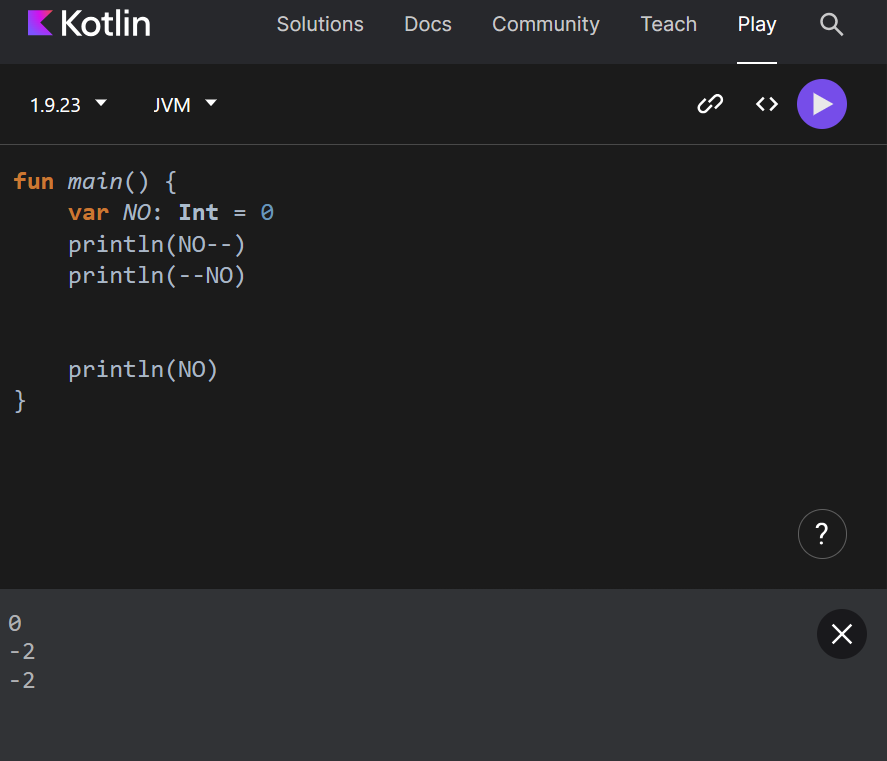 Kotlin Solutions Docs Community Teach Play
1.9.23 JVM
fun main() {
    var NO: Int = 0
    println(NO--)
    println(--NO)
    println(NO)
}
?
0
-2
-2